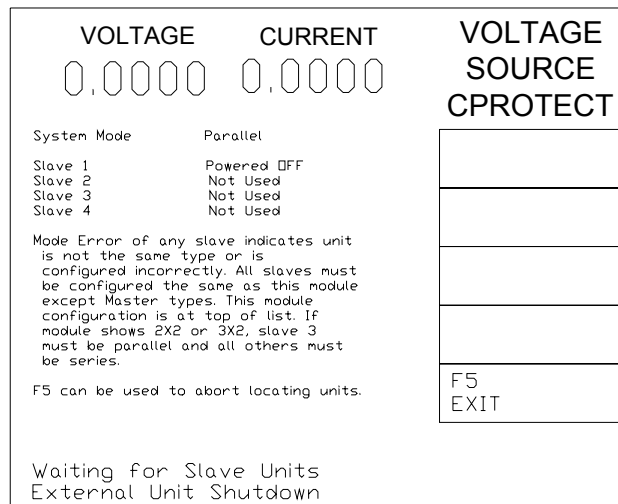 VOLTAGE CURRENT
0.0000 0.0000
System Mode Parallel
Slave 1 Powered OFF
Slave 2 Not Used
Slave 3 Not Used
Slave 4 Not Used
Mode Error of any slave indicates unit
is not the same type or is
configured incorrectly. All slaves must
be configured the same as this module
except Master types. This module
configuration is at top of list. If
module shows 2X2 or 3X2, slave 3
must be parallel and all others must
be series.
F5 can be used to abort locating units.
Waiting for Slave Units
External Unit Shutdown
VOLTAGE
SOURCE
CPROTECT
F5
EXIT